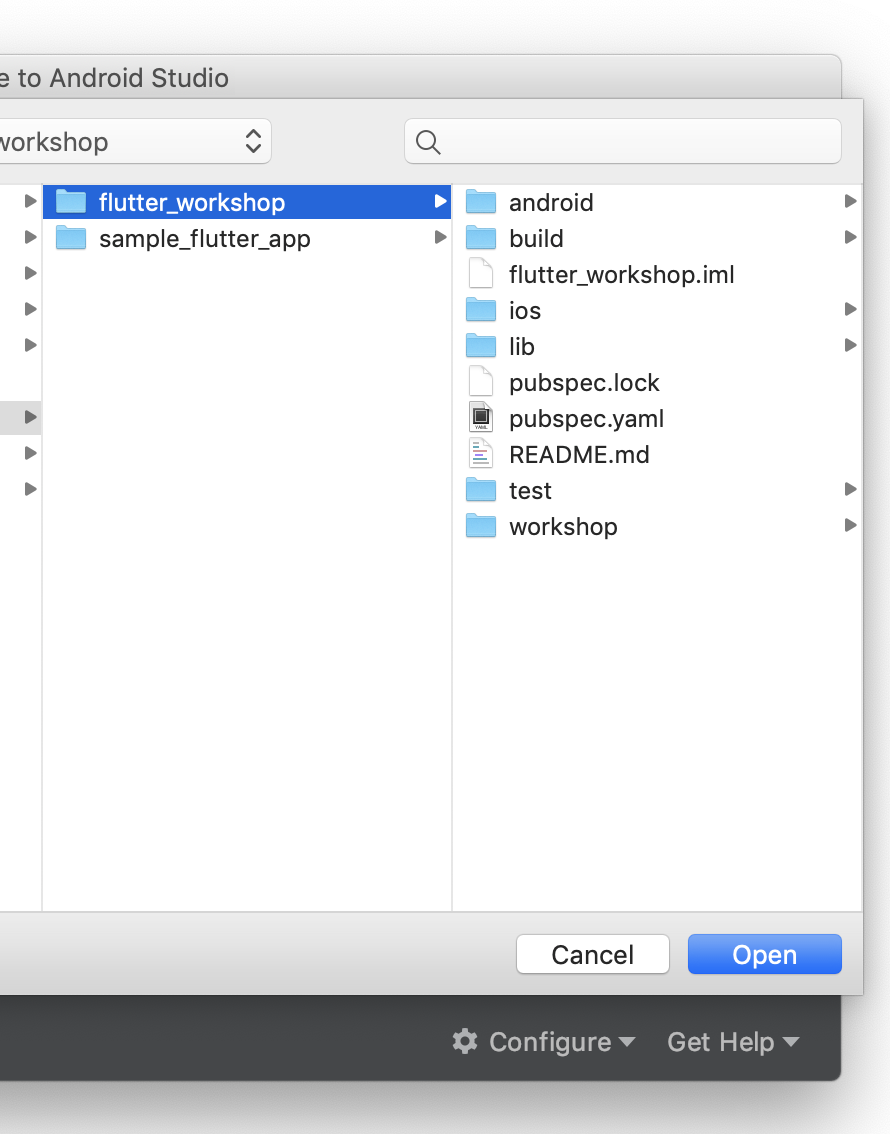 e to Android Studio
workshop
flutter_workshop
sample_flutter_app
android
build
flutter_workshop.iml
ios
lib
pubspec.lock
pubspec.yaml
README.md
test
workshop
Cancel
Open
Configure
Get Help